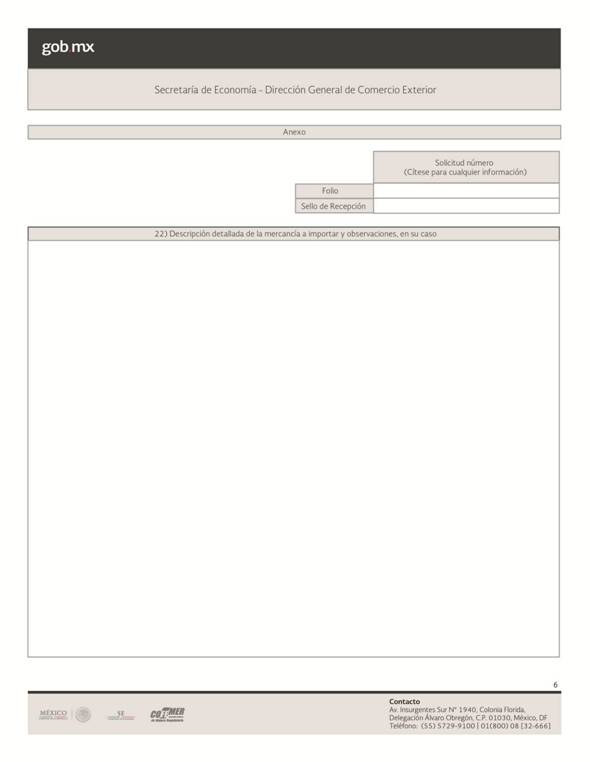 gob.mx
Secretaría de Economía - Dirección General de Comercio Exterior
Anexo
Solicitud número
(Cítese para cualquier información)
Folio
Sello de Recepción
22) Descripción detallada de la mercancía a importar y observaciones, en su caso
6
MÉXICO
SE
COFEMER
Contacto
Av. Insurgentes Sur N° 1940, Colonia Florida,
Delegación Álvaro Obregón, C.P. 01030, México, DF
Teléfono: (55) 5729-9100 | 01(800) 08 [32-666]